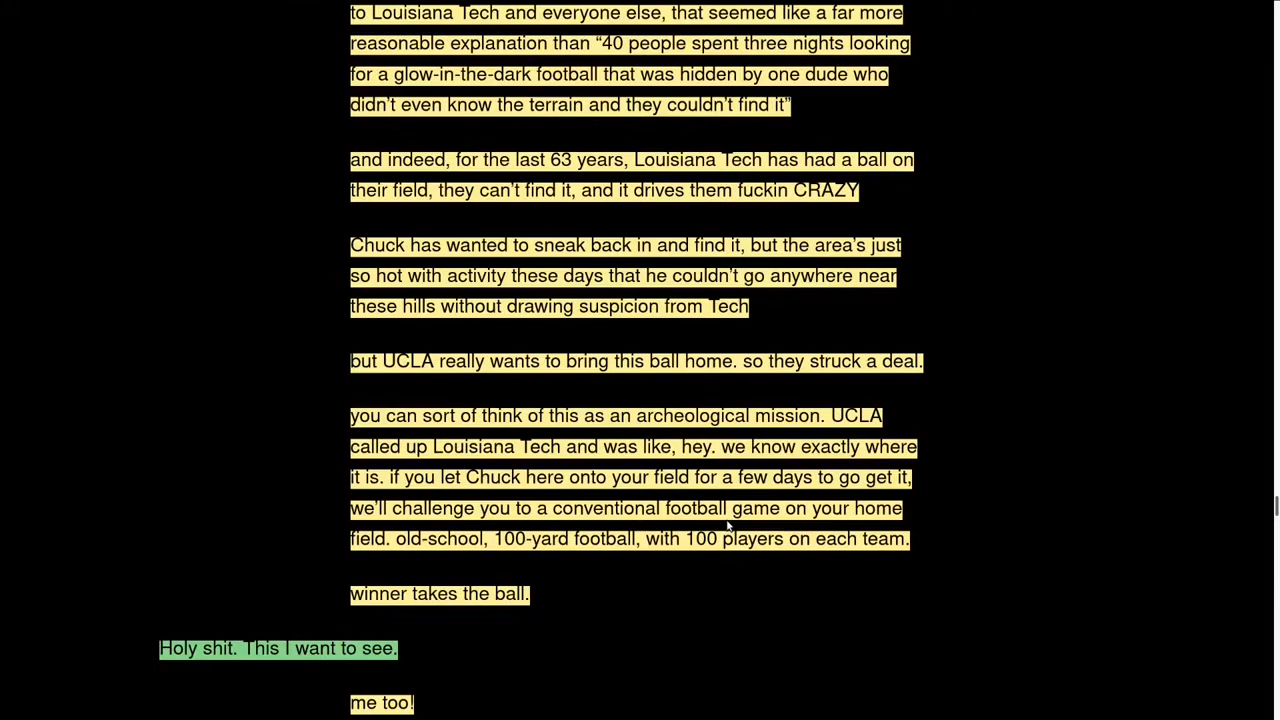 to Louisiana Tech and everyone else, that seemed like a far more
reasonable explanation than “40 people spent three nights looking
for a glow-in-the-dark football that was hidden by one dude who
didn’t even know the terrain and they couldn’t find it”
and indeed, for the last 63 years, Louisiana Tech has had a ball on
their field, they can’t find it, and it drives them fuckin CRAZY
Chuck has wanted to sneak back in and find it, but the area’s just
so hot with activity these days that he couldn’t go anywhere near
these hills without drawing suspicion from Tech
but UCLA really wants to bring this ball home. so they struck a deal.
you can sort of think of this as an archeological mission. UCLA
called up Louisiana Tech and was like, hey. we know exactly where
it is. if you let Chuck here onto your field for a few days to go get it,
we’ll challenge you to a conventional football game on your home
field. old-school, 100-yard football, with 100 players on each team.
winner takes the ball.
Holy shit. This I want to see.
me too!